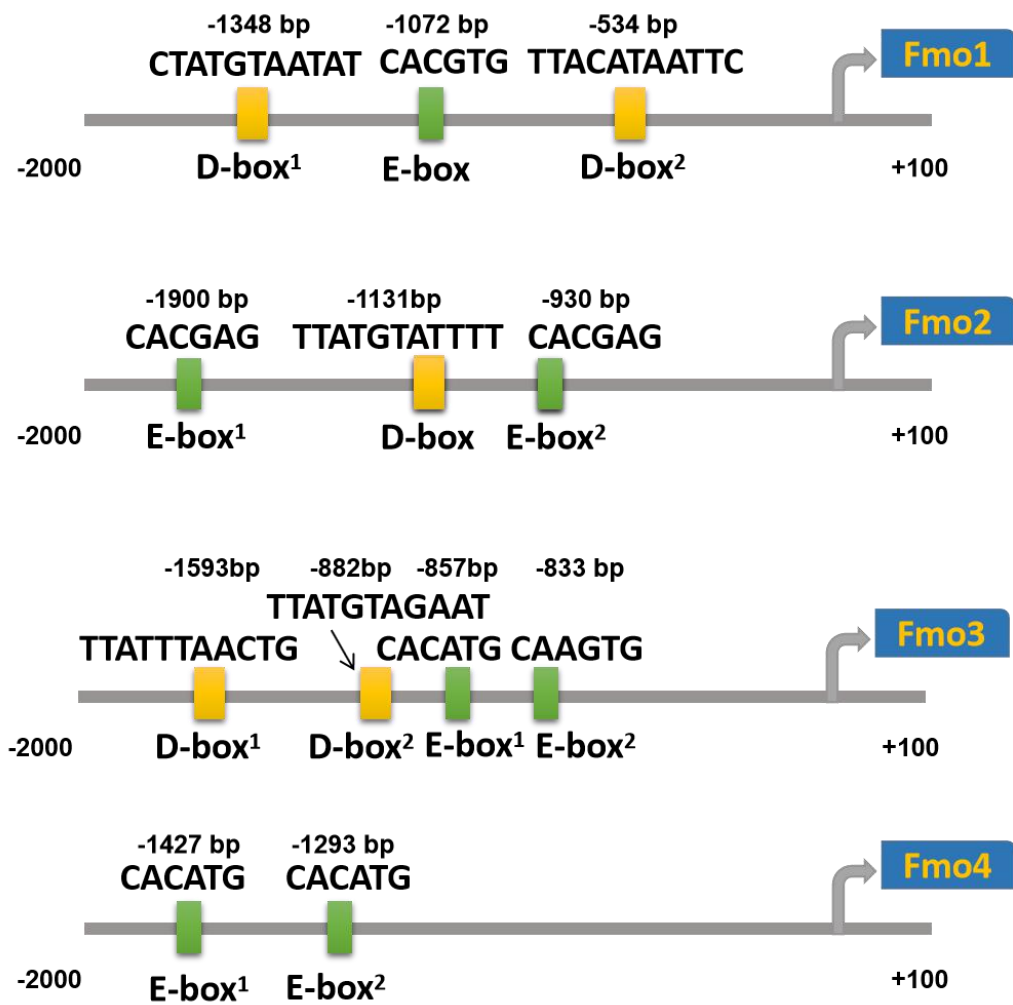 -1348 bp -1072 bp -534 bp
CTATGTAATAT CACGTG TTACATAATTC
Fmo1
D-box¹ E-box D-box²
-2000 +100
-1900 bp -1131bp -930 bp
CACGAG TTATGTATTTT CACGAG
Fmo2
E-box¹ D-box E-box²
-2000 +100
-1593bp -882bp -857bp -833 bp
TTATGTAGAAT
TTATTTAACTG CACATG CAAGTG
Fmo3
D-box¹ D-box² E-box¹ E-box²
-2000 +100
-1427 bp -1293 bp
CACATG CACATG
Fmo4
-2000 +100
E-box¹ E-box²